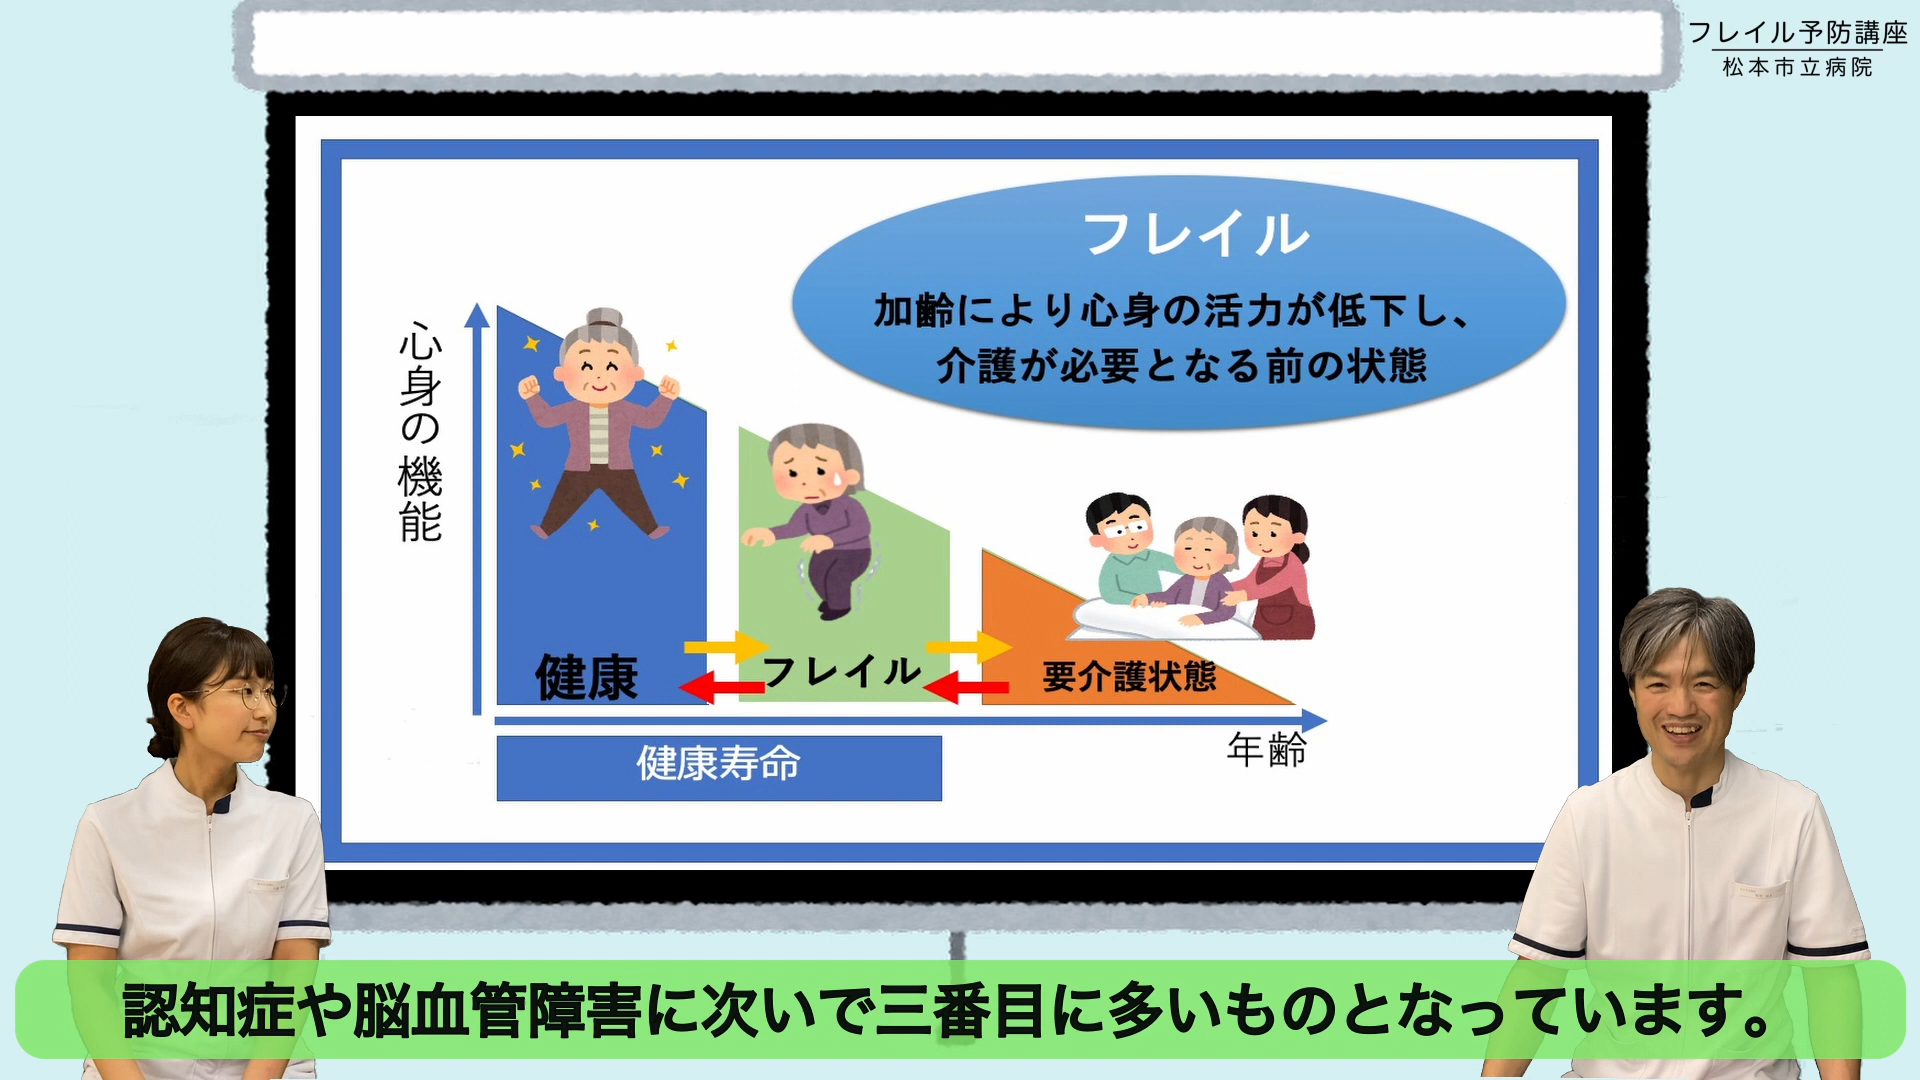 フレイル予防講座
松本市立病院
フレイル
加齢により心身の活力が低下し、
介護が必要となる前の状態
心身の機能
健康
フレイル
要介護状態
年齢
健康寿命
認知症や脳血管障害に次いで三番目に多いものとなっています。